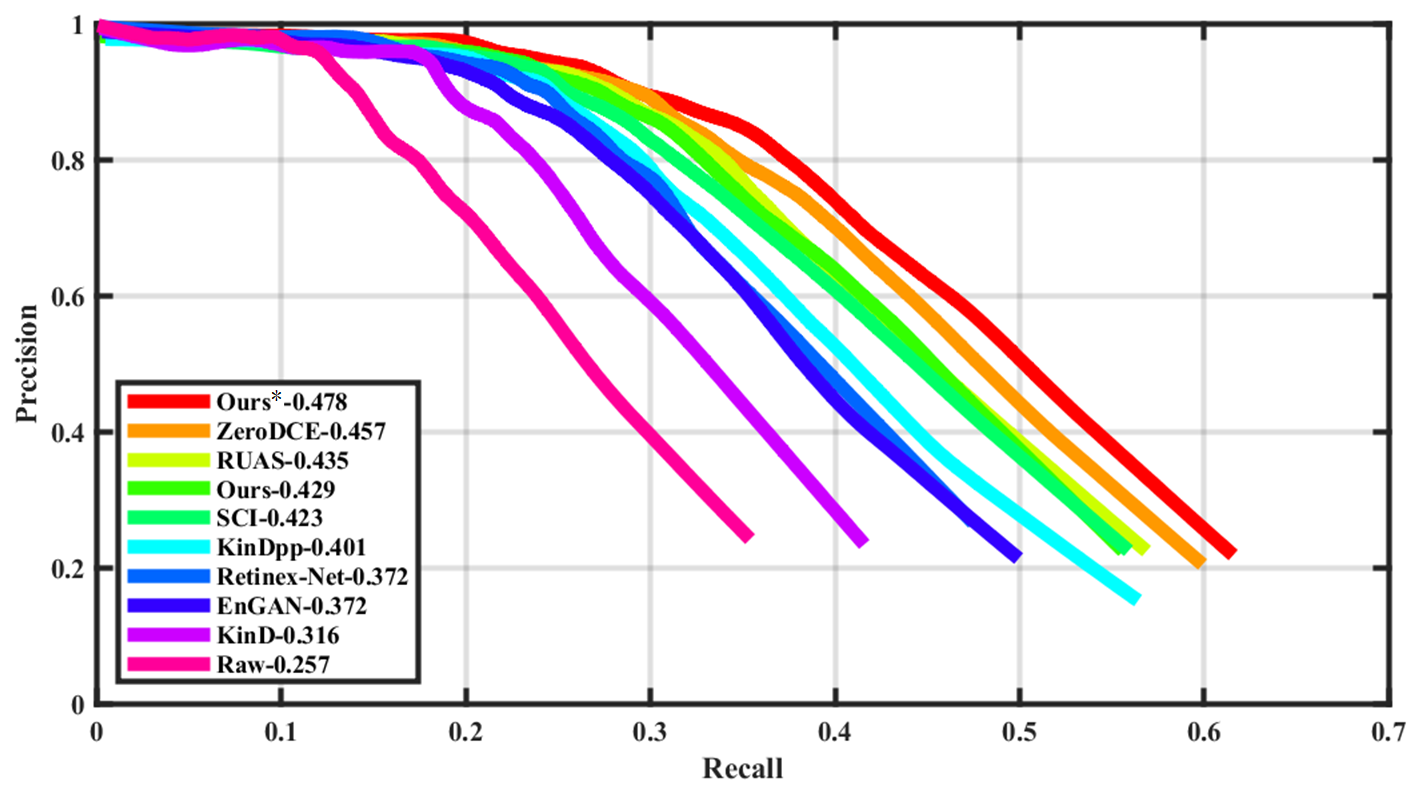 1
0.8
0.6
0.4
0.2
0
Precision
Ours*-0.478
ZeroDCE-0.457
RUAS-0.435
Ours-0.429
SCI-0.423
KinDpp-0.401
Retinex-Net-0.372
EnGAN-0.372
KinD-0.316
Raw-0.257
0 0.1 0.2 0.3 0.4 0.5 0.6 0.7
Recall